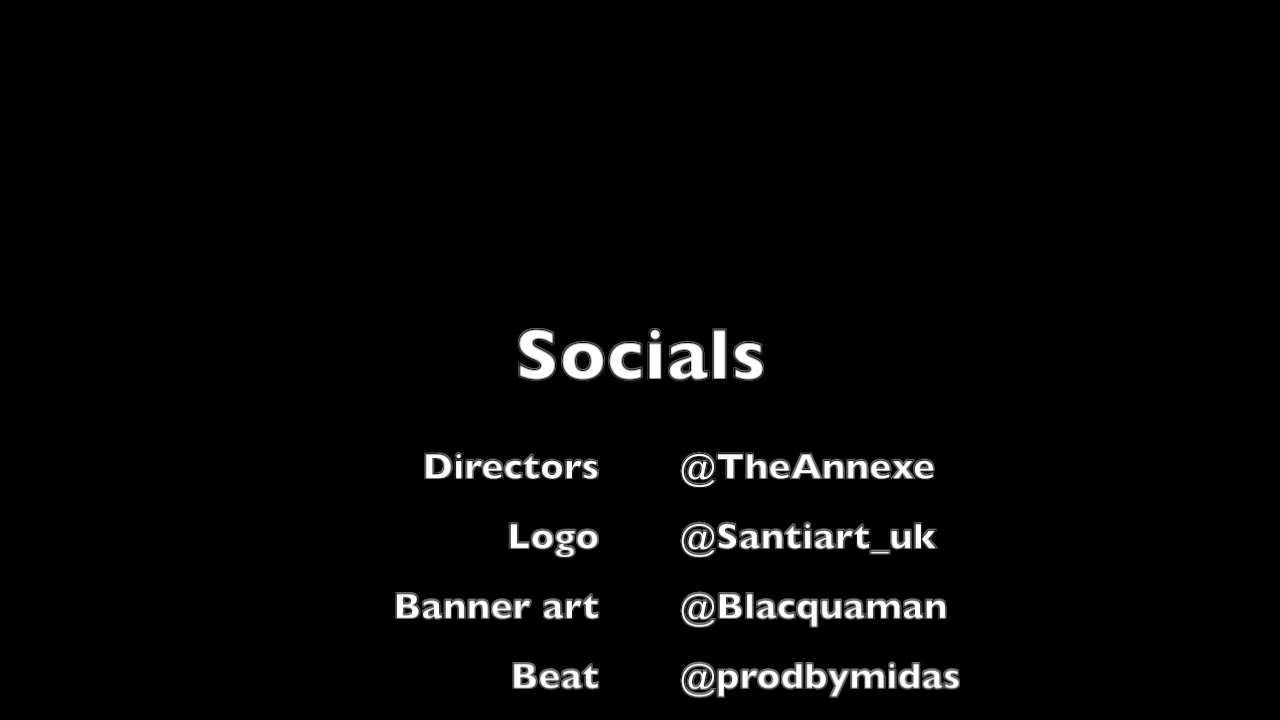 Socials
Directors @TheAnnexe
Logo @Santiart_uk
Banner art @Blacquaman
Beat @prodbymidas